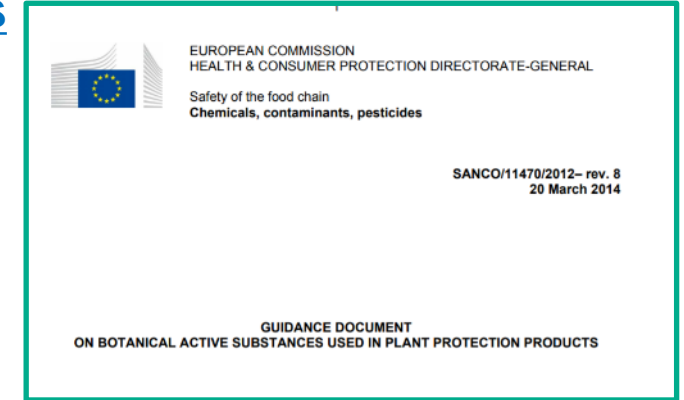 S
EUROPEAN COMMISSION
HEALTH & CONSUMER PROTECTION DIRECTORATE-GENERAL
Safety of the food chain
Chemicals, contaminants, pesticides
SANCO/11470/2012– rev. 8
20 March 2014
GUIDANCE DOCUMENT
ON BOTANICAL ACTIVE SUBSTANCES USED IN PLANT PROTECTION PRODUCTS